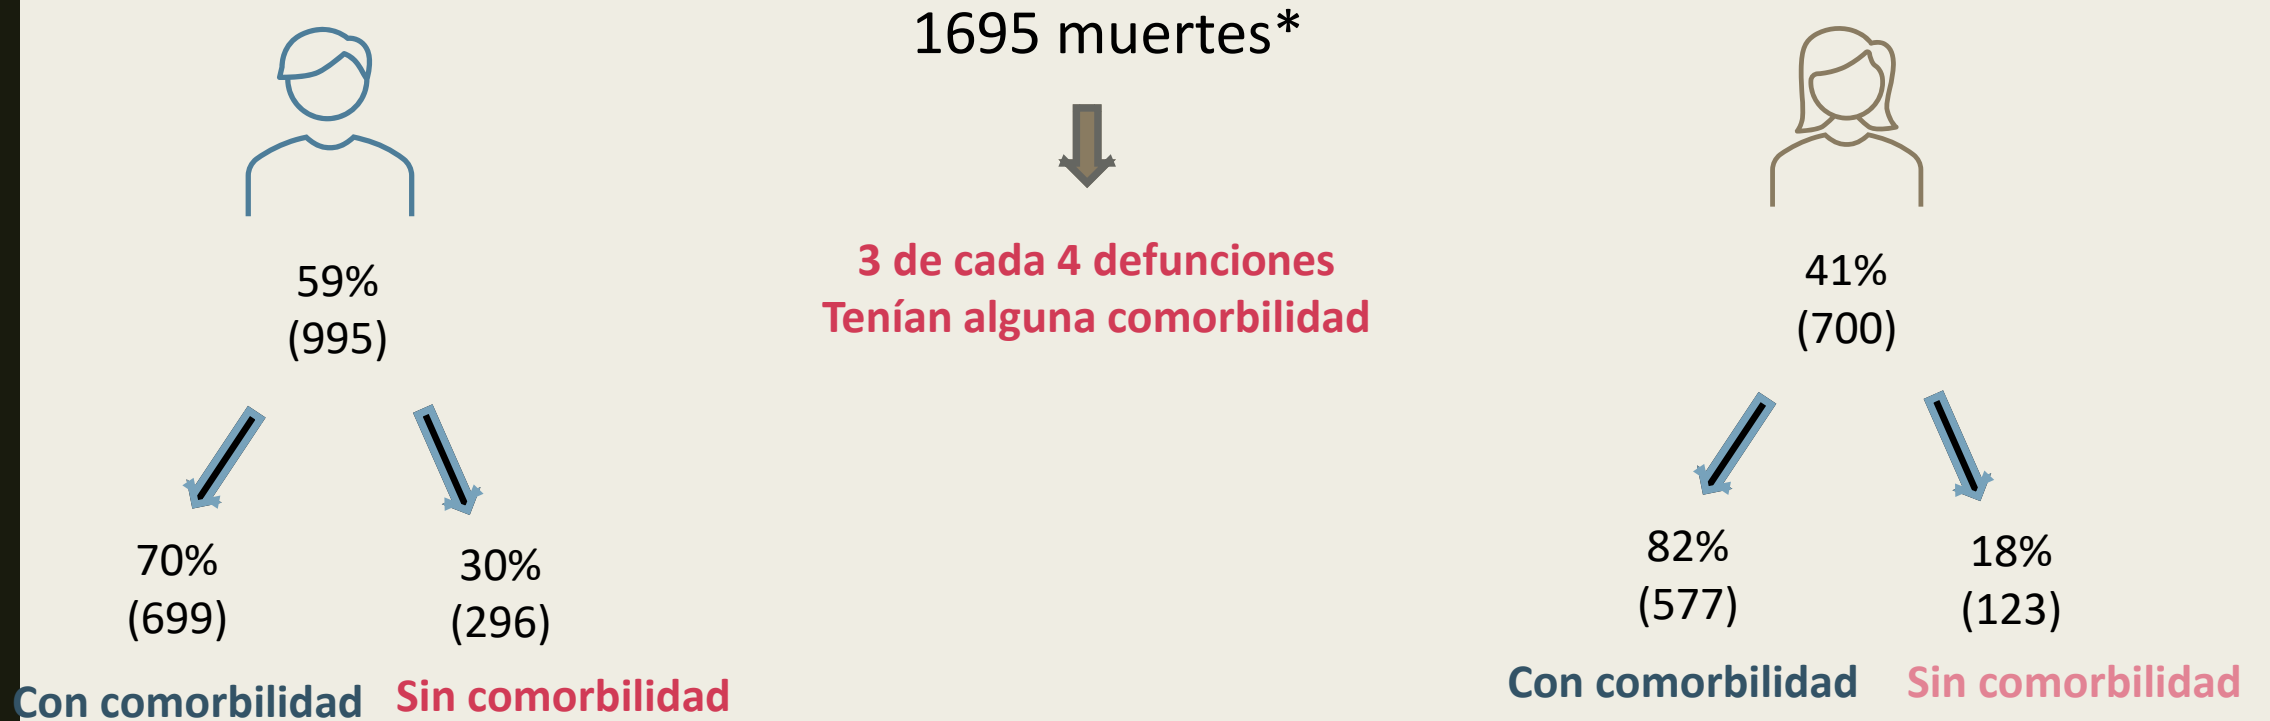 1695 muertes*
3 de cada 4 defunciones
Tenían alguna comorbilidad
59%
(995)
70%
(699)
Con comorbilidad
30%
(296)
Sin comorbilidad
41%
(700)
82%
(577)
Con comorbilidad
18%
(123)
Sin comorbilidad